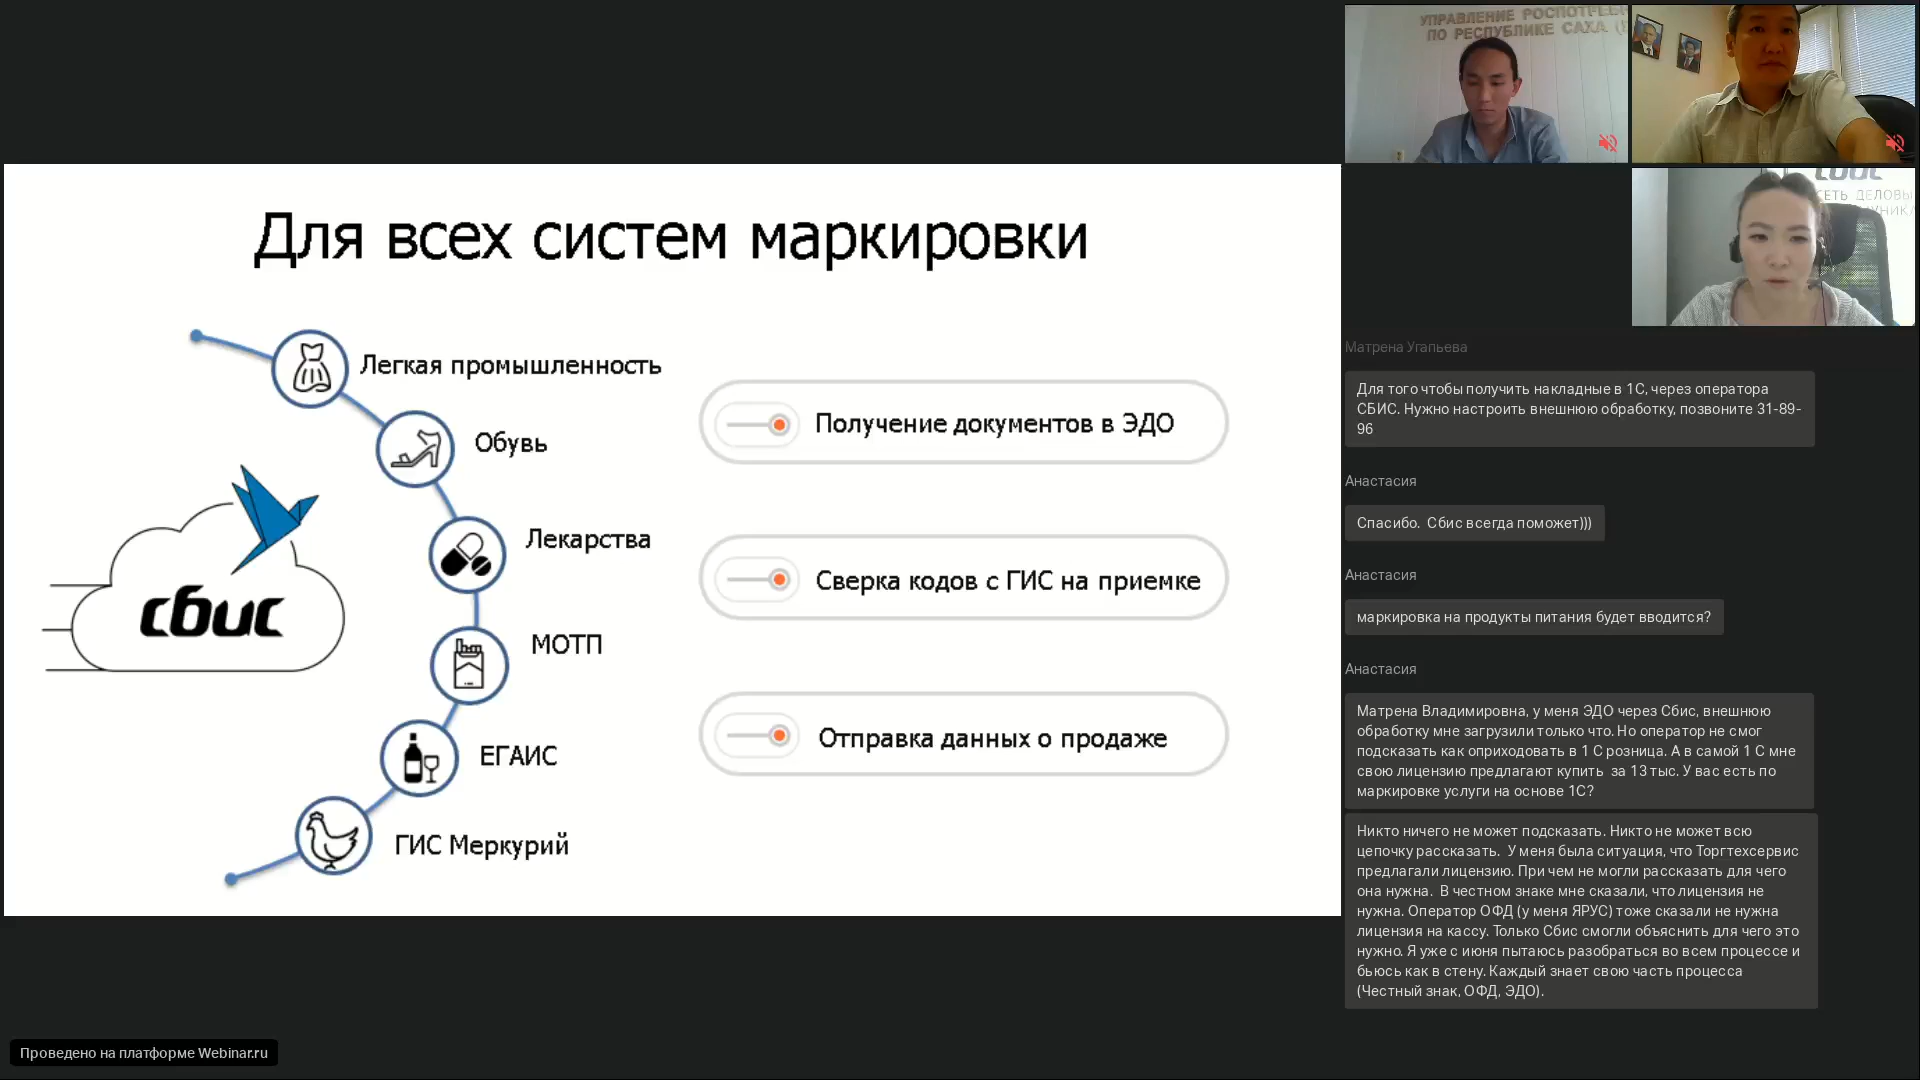 Для всех систем маркировки
Легкая промышленность
Обувь
Лекарства
МОТП
ЕГАИС
ГИС Меркурий
сбис
Получение документов в ЭДО
Сверка кодов с ГИС на приемке
Отправка данных о продаже
УПРАВЛЕНИЕ
ПО РЕСПУБЛИКЕ САХА
сбис
СЕТЬ
Матрена Угапьева
Для того чтобы получить накладные в 1С, через оператора
СБИС. Нужно настроить внешнюю обработку, позвоните 31-89-
96
Анастасия
Спасибо. Сбис всегда поможет)))
Анастасия
маркировка на продукты питания будет вводится?
Анастасия
Матрена Владимировна, у меня ЭДО через Сбис, внешнюю
обработку мне загрузили только что. Но оператор не смог
подсказать как оприходовать в 1 С розница. А в самой 1 С мне
свою лицензию предлагают купить за 13 тыс. У вас есть по
маркировке услуги на основе 1С?
Никто ничего не может подсказать. Никто не может всю
цепочку рассказать. У меня была ситуация, что Торгтехсервис
предлагали лицензию. При чем не могли рассказать для чего
она нужна. В честном знаке мне сказали, что лицензия не
нужна. Оператор ОФД (у меня ЯРУС) тоже сказали не нужна
лицензия на кассу. Только Сбис смогли объяснить для чего это
нужно. Я уже с июня пытаюсь разобраться во всем процессе и
бьюсь как в стену. Каждый знает свою часть процесса
(Честный знак, ОФД, ЭДО).
Проведено на платформе Webinar.ru